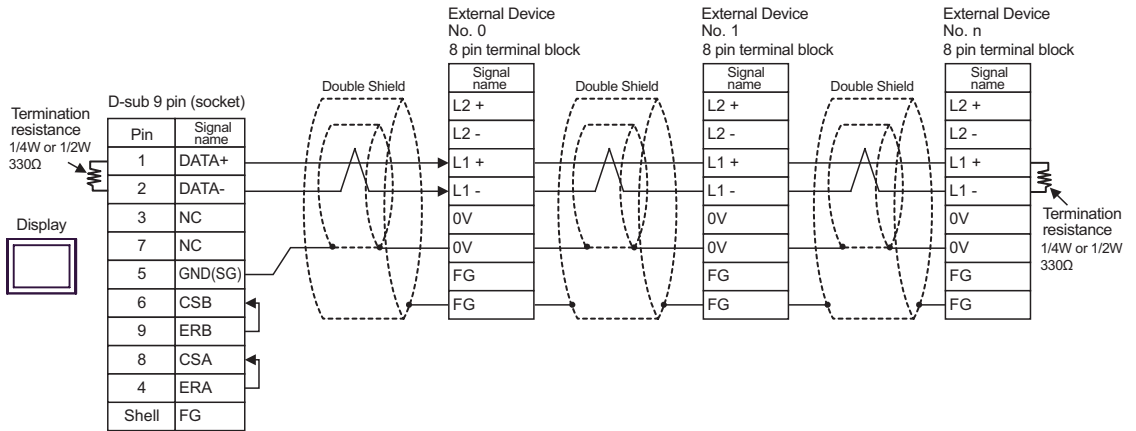 External Device
No. 0
8 pin terminal block
External Device
No. 1
8 pin terminal block
External Device
No. n
8 pin terminal block
Double Shield
Double Shield
Double Shield
Termination
resistance
1/4W or 1/2W
330Ω
Display
D-sub 9 pin (socket)
Pin Signal name
1 DATA+
2 DATA-
3 NC
7 NC
5 GND(SG)
6 CSB
9 ERB
8 CSA
4 ERA
Shell FG
Signal
name
L2 +
L2 -
L1 +
L1 -
0V
0V
FG
FG
Signal
name
L2 +
L2 -
L1 +
L1 -
0V
0V
FG
FG
Signal
name
L2 +
L2 -
L1 +
L1 -
0V
0V
FG
FG
Termination
resistance
1/4W or 1/2W
330Ω